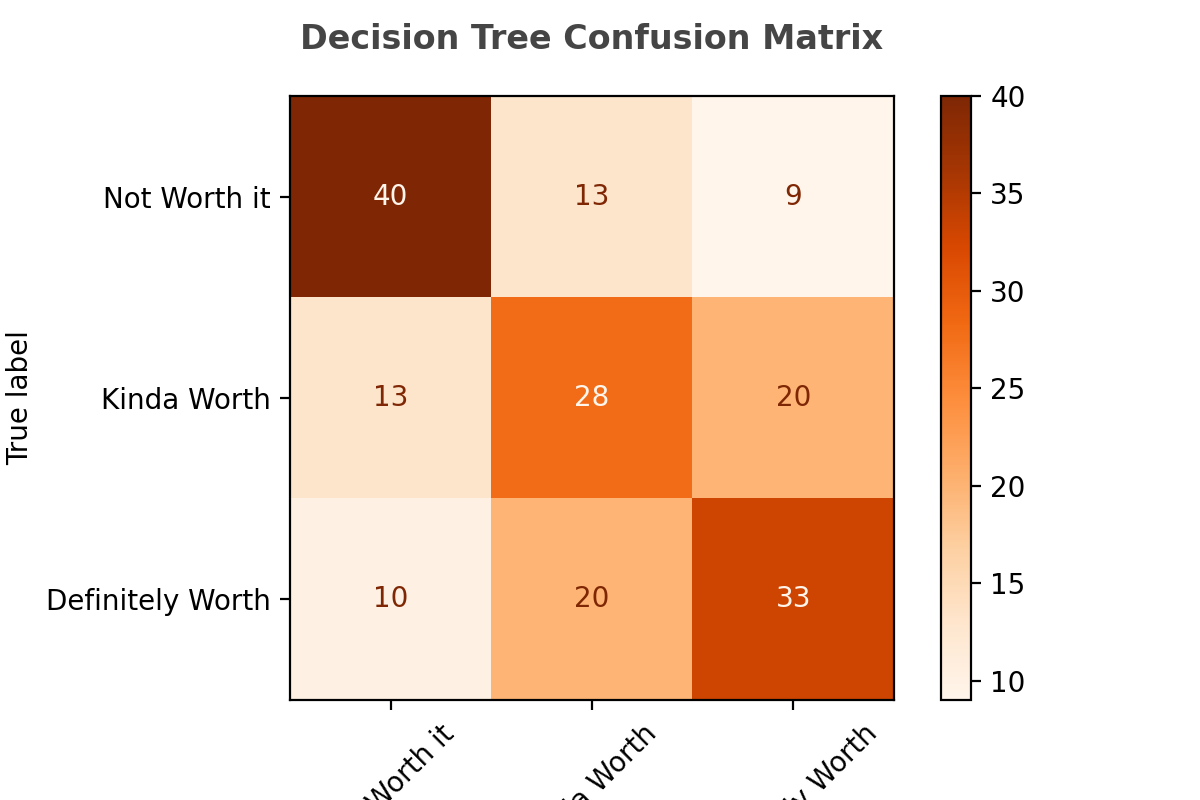 Decision Tree Confusion Matrix
True label
Not Worth it
40 13 9
Kinda Worth
13 28 20
Definitely Worth
10 20 33
Worth it
Worth
Worth
40
35
30
25
20
15
10